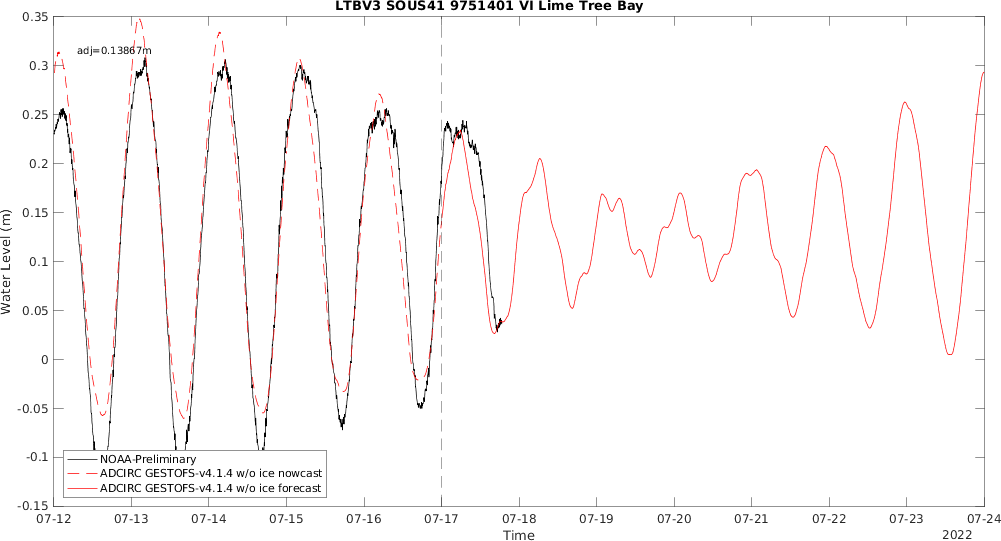 LTBV3 SOUS41 9751401 VI Lime Tree Bay
adj=0.13867m
Water Level (m)
0.35
0.3
0.25
0.2
0.15
0.1
0.05
0
-0.05
-0.1
-0.15
NOAA-Preliminary
ADCIRC GESTOFS-v4.1.4 w/o ice nowcast
ADCIRC GESTOFS-v4.1.4 w/o ice forecast
07-12 07-13 07-14 07-15 07-16 07-17 07-18 07-19 07-20 07-21 07-22 07-23 07-24
Time
2022